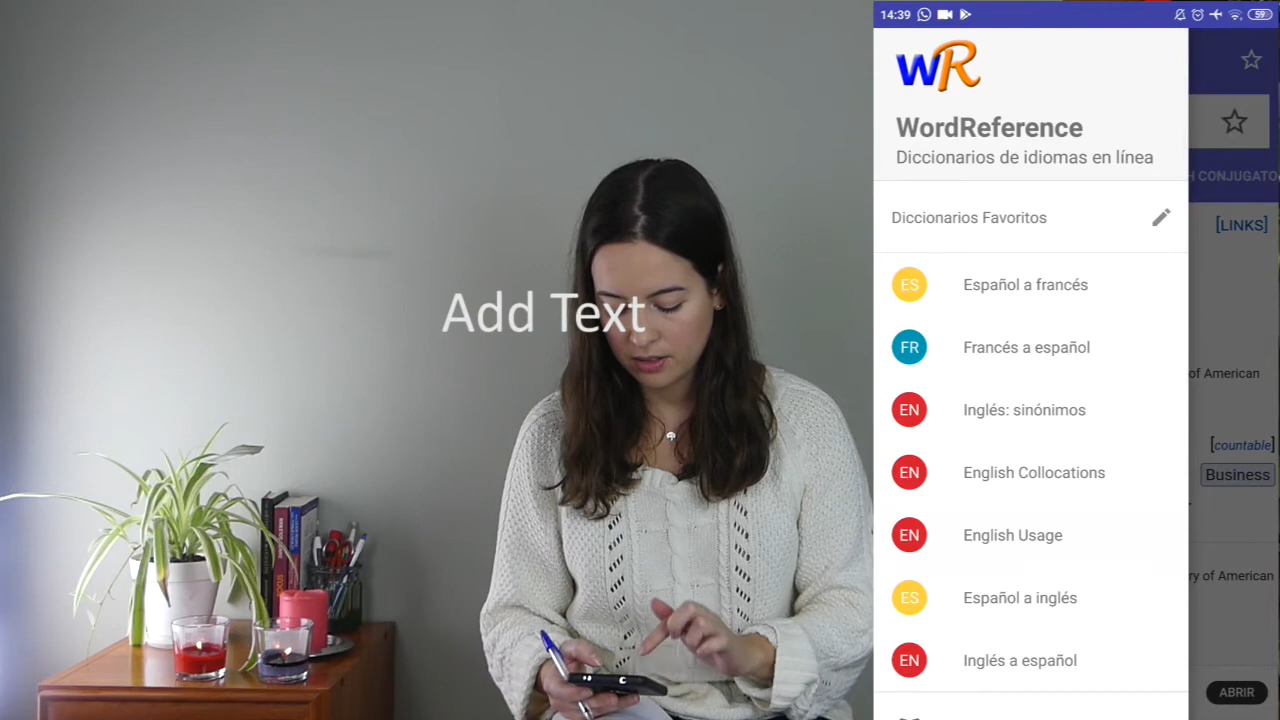 14:39
59
WR
WordReference
Diccionarios de idiomas en línea
Diccionarios Favoritos
ES Español a francés
FR Francés a español
EN Inglés: sinónimos
EN English Collocations
EN English Usage
ES Español a inglés
EN Inglés a español
Add Text
H CONJUGATO
[LINKS]
of American
[countable]
Business
ry of American
ABRIR